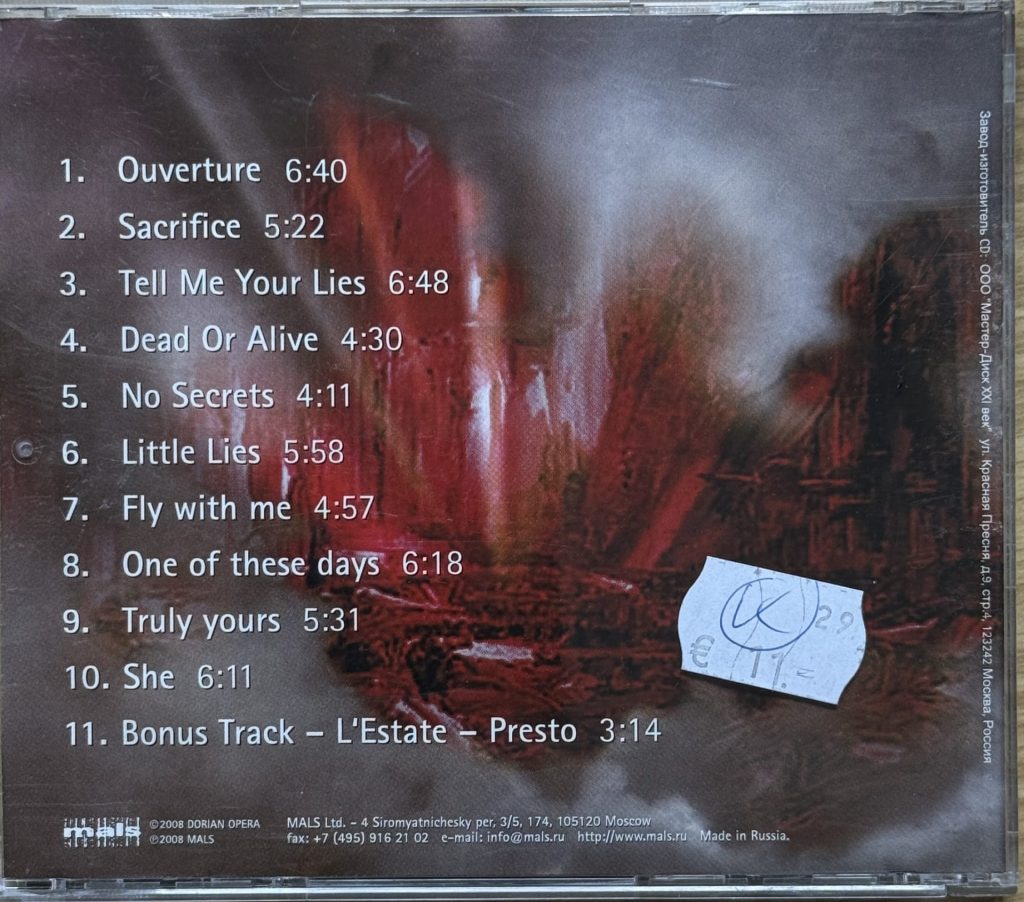 1. Ouverture 6:40
2. Sacrifice 5:22
3. Tell Me Your Lies 6:48
4. Dead Or Alive 4:30
5. No Secrets 4:11
6. Little Lies 5:58
7. Fly with me 4:57
8. One of these days 6:18
9. Truly yours 5:31
10. She 6:11
11. Bonus Track – L'Estate – Presto 3:14
29
€ 11.=
mals
©2008 DORIAN OPERA
℗2008 MALS
MALS Ltd. - 4 Siromyatnichesky per, 3/5, 174, 105120 Moscow
fax: +7 (495) 916 21 02 e-mail: info@mals.ru http://www.mals.ru Made in Russia.
Завод-изготовитель CD: ООО "Мастер-Диск XXI век" ул. Красная Пресня, д.9, стр.4, 123242 Москва, Россия